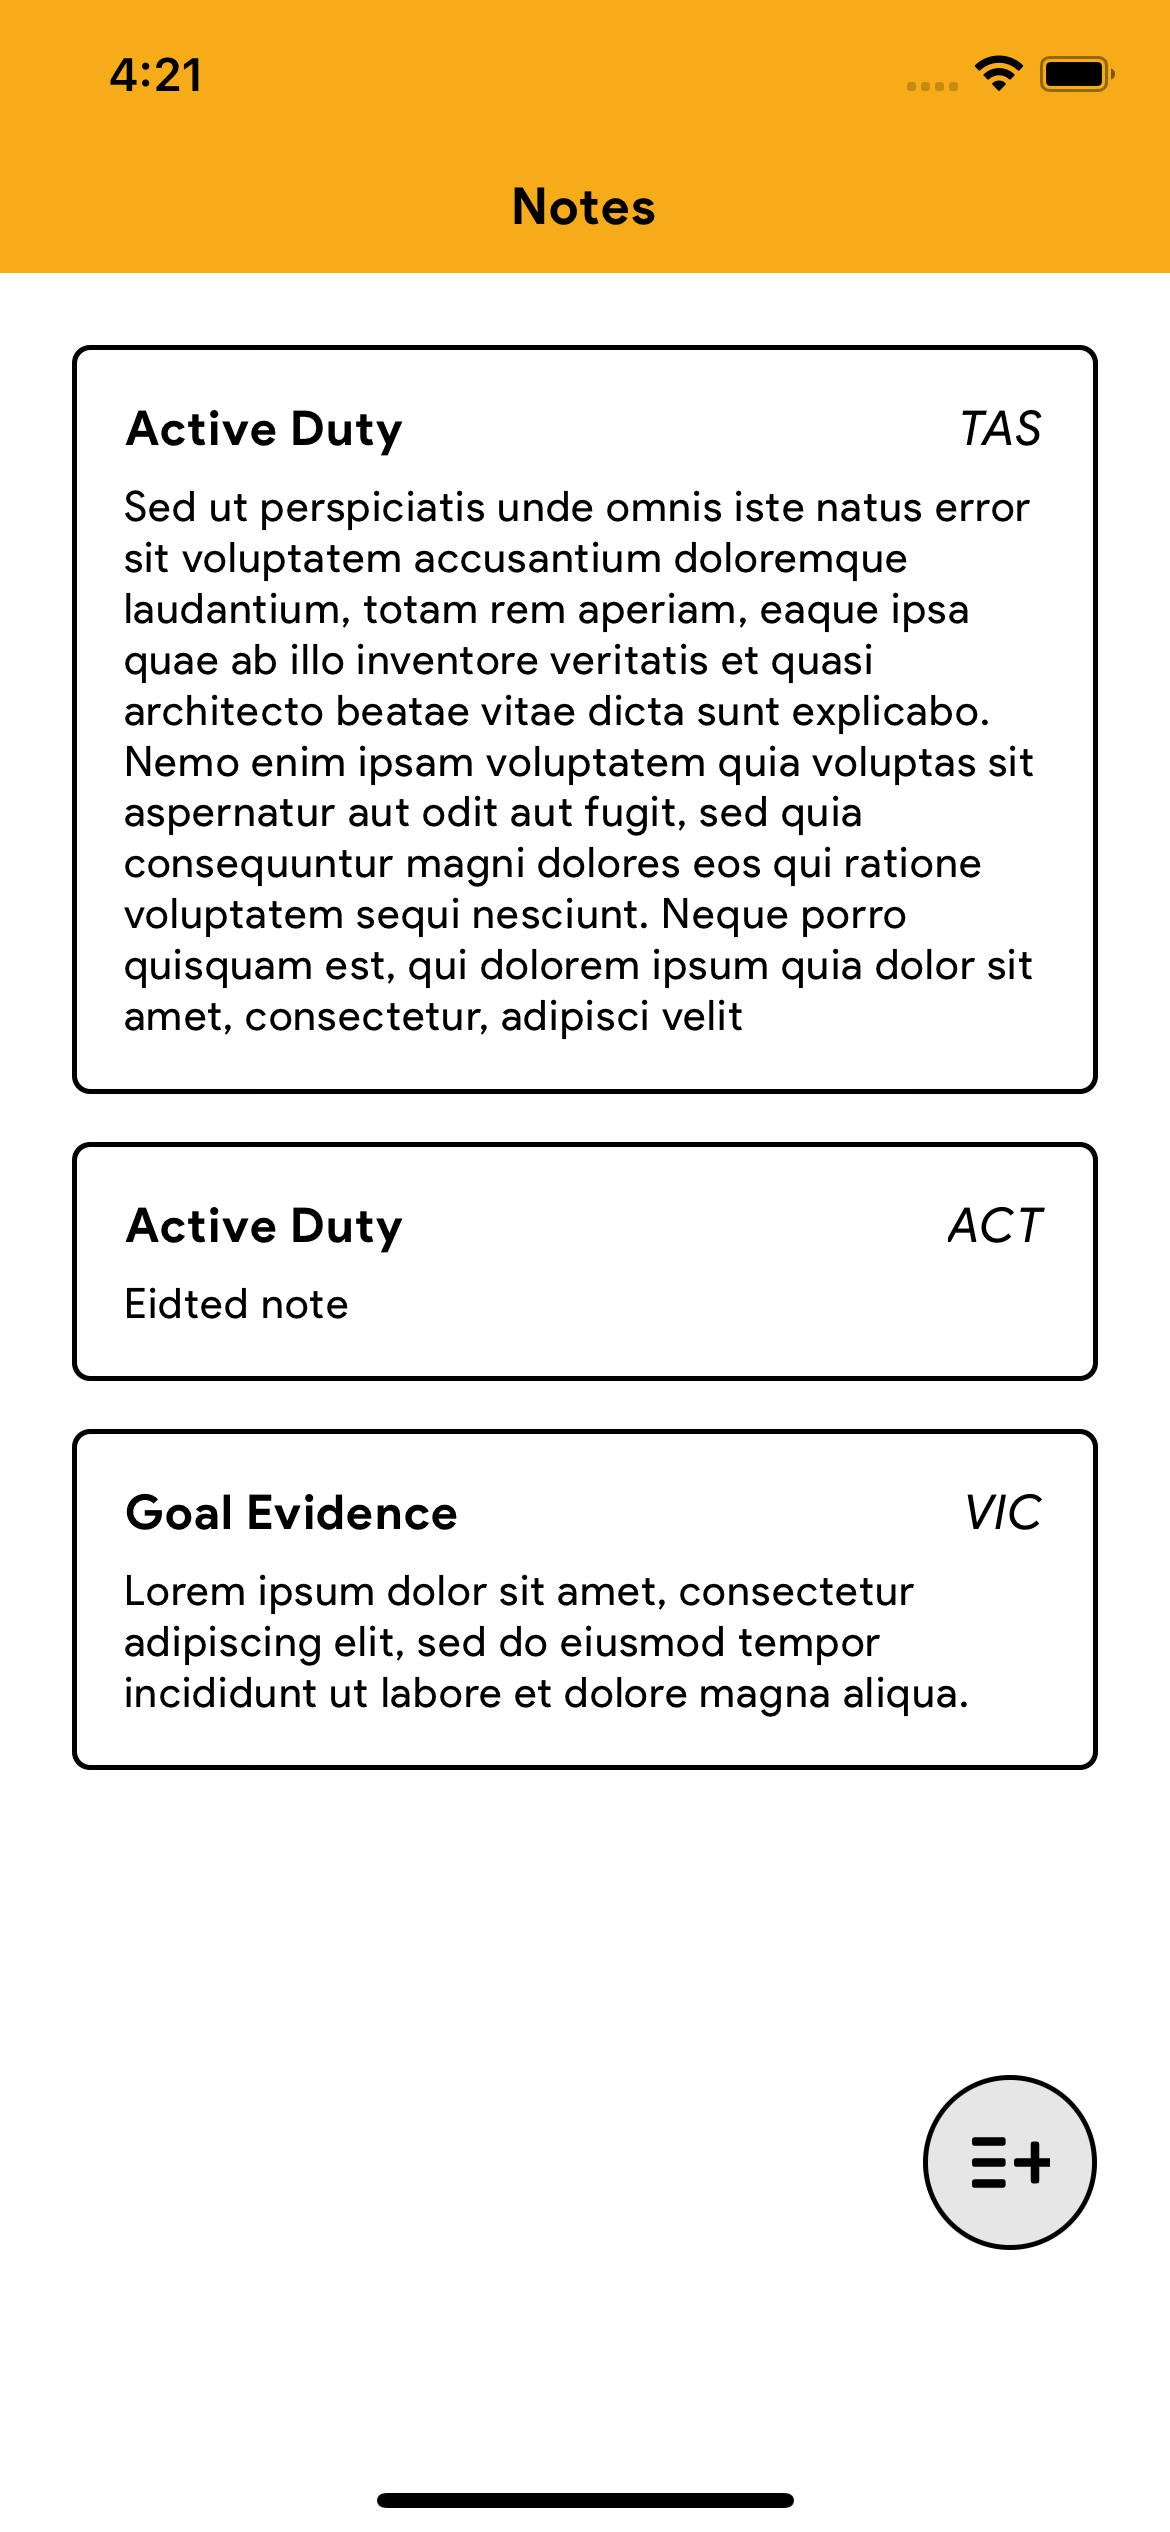 4:21
Notes
Active Duty TAS
Sed ut perspiciatis unde omnis iste natus error
sit voluptatem accusantium doloremque
laudantium, totam rem aperiam, eaque ipsa
quae ab illo inventore veritatis et quasi
architecto beatae vitae dicta sunt explicabo.
Nemo enim ipsam voluptatem quia voluptas sit
aspernatur aut odit aut fugit, sed quia
consequuntur magni dolores eos qui ratione
voluptatem sequi nesciunt. Neque porro
quisquam est, qui dolorem ipsum quia dolor sit
amet, consectetur, adipisci velit
Active Duty ACT
Eidted note
Goal Evidence VIC
Lorem ipsum dolor sit amet, consectetur
adipiscing elit, sed do eiusmod tempor
incididunt ut labore et dolore magna aliqua.